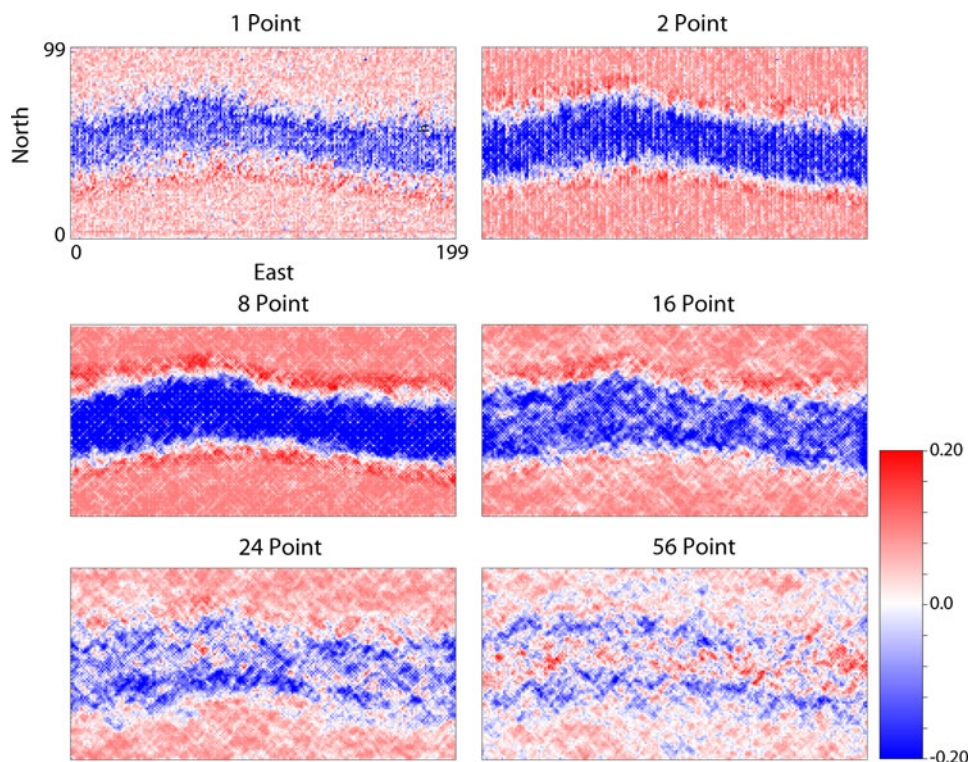 1 Point
2 Point
99
North
0
0
199
East
8 Point
16 Point
0.20
24 Point
56 Point
0.0
-0.20